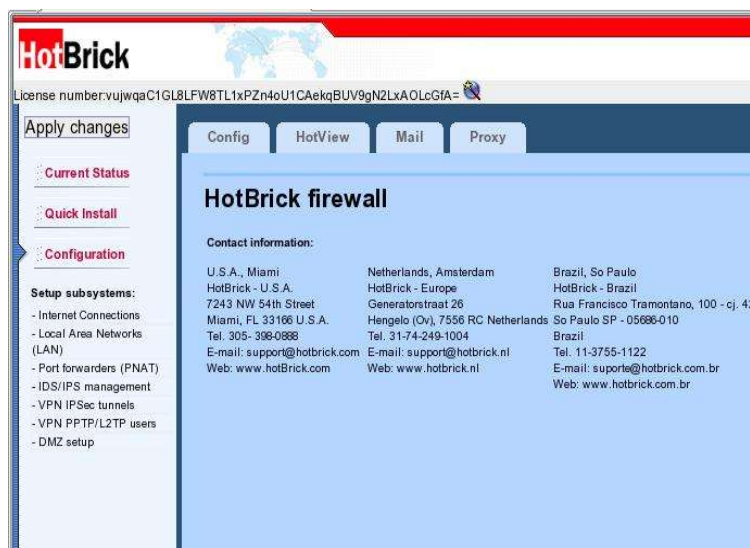 HotBrick
License number:vujwqaC1GL8LFW8TL1xPZn4oU1CAekqBUV9gN2LxAOLcGfA=
Apply changes
Current Status
Quick Install
Configuration
Setup subsystems:
- Internet Connections
- Local Area Networks
(LAN)
- Port forwarders (PNAT)
- IDS/IPS management
- VPN IPSec tunnels
- VPN PPTP/L2TP users
- DMZ setup
Config
HotView
Mail
Proxy
HotBrick firewall
Contact information:
U.S.A., Miami
HotBrick - U.S.A.
7243 NW 54th Street
Miami, FL 33166 U.S.A.
Tel. 305- 398-0888
E-mail: support@hotbrick.com
Web: www.hotBrick.com
Netherlands, Amsterdam
HotBrick - Europe
Generatorstraat 26
Hengelo (Ov), 7556 RC Netherlands
Tel. 31-74-249-1004
E-mail: support@hotbrick.nl
Web: www.hotbrick.nl
Brazil, So Paulo
HotBrick - Brazil
Rua Francisco Tramontano, 100 - cj.
So Paulo SP - 05686-010
Brazil
Tel. 11-3755-1122
E-mail: suporte@hotbrick.com.br
Web: www.hotbrick.com.br